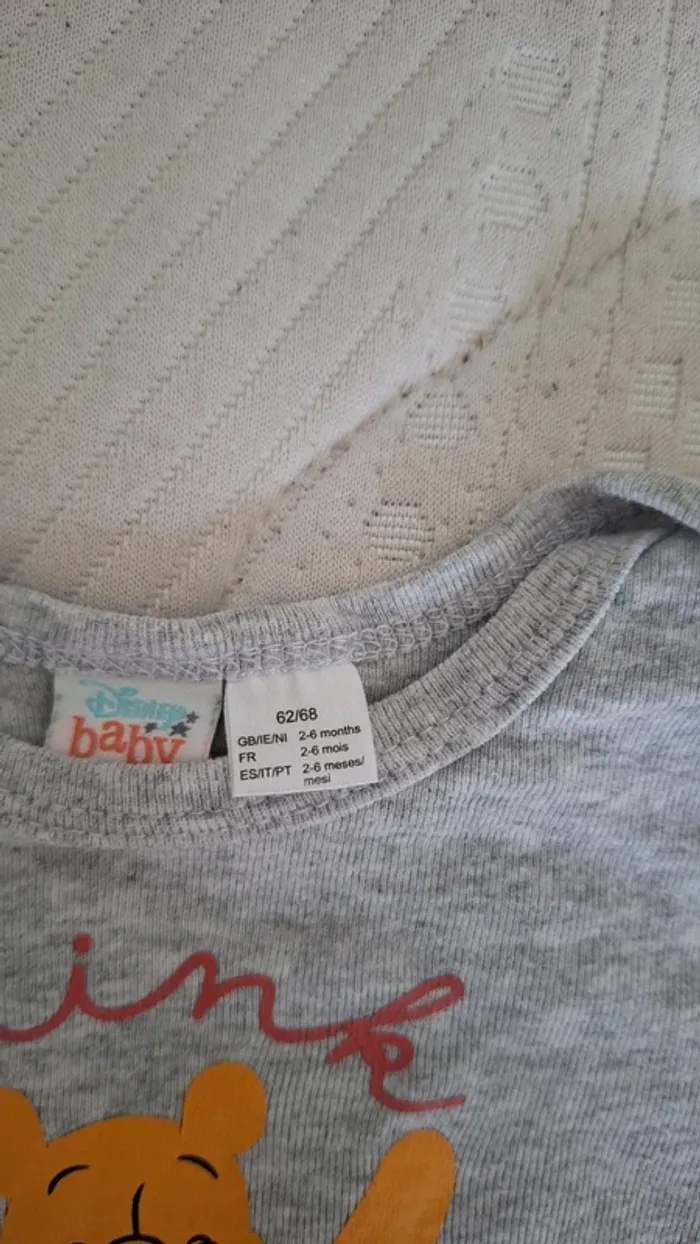 Disney
baby
62/68
GB/IE/NI 2-6 months
FR 2-6 mois
ES/IT/PT 2-6 meses/
mesi
ink